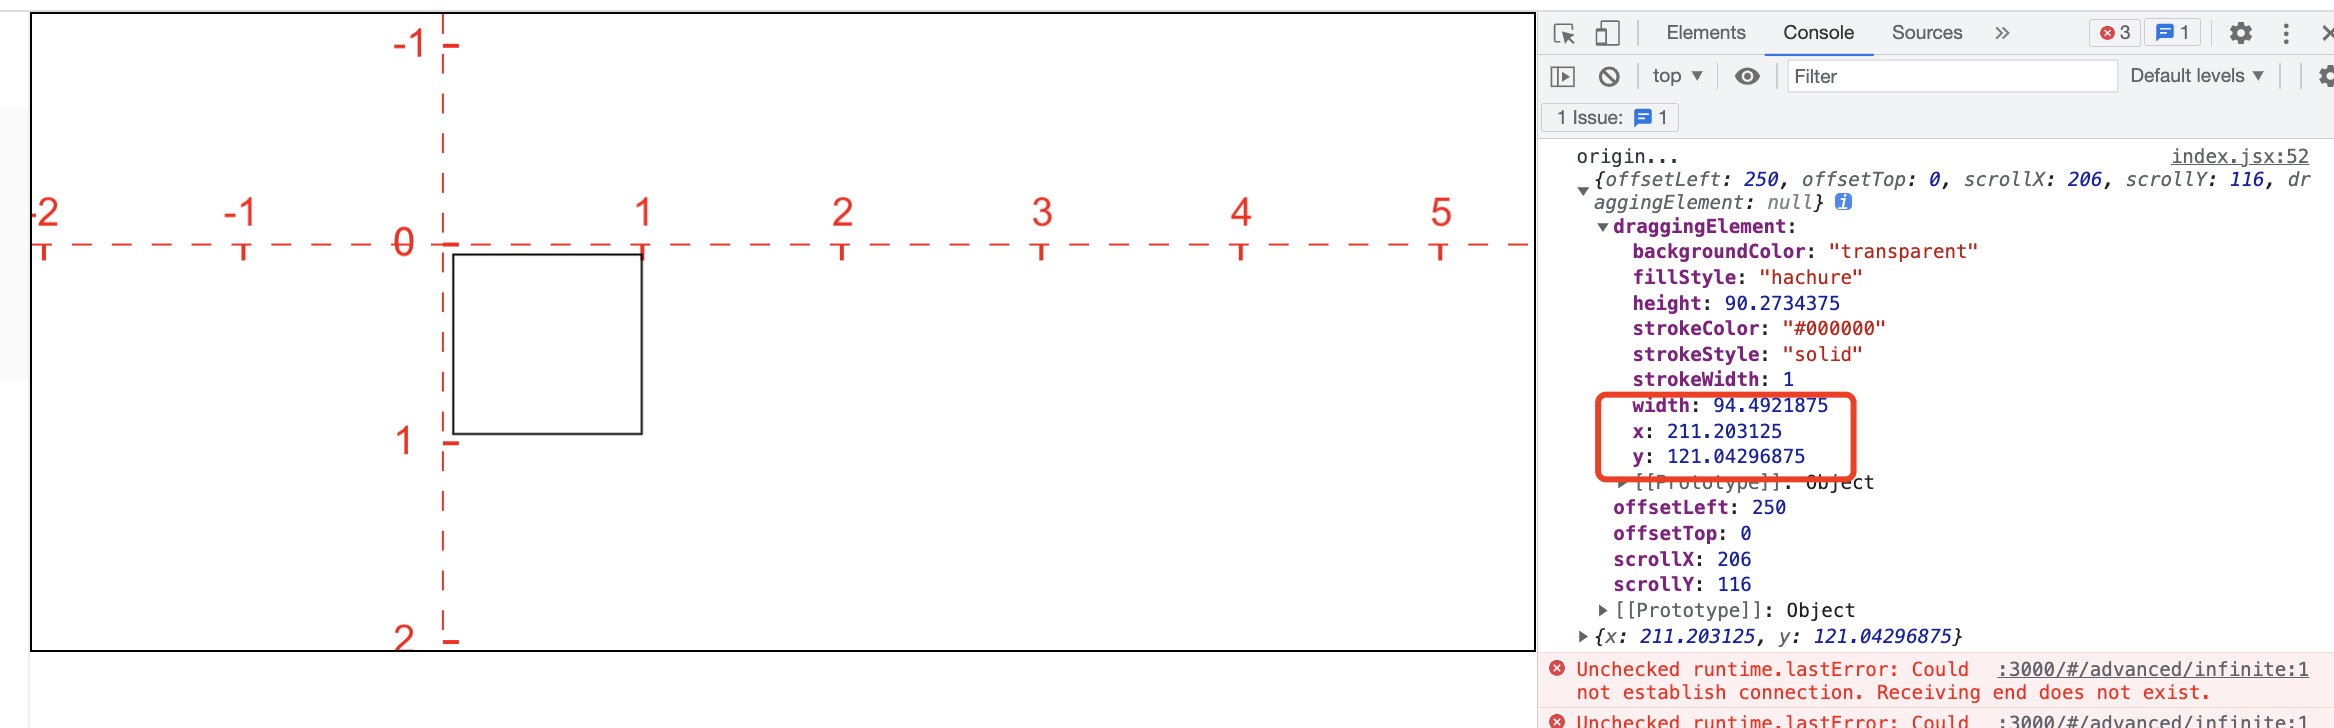 -1
-2
-1
0
1
2
3
4
5
1
2
Elements Console Sources » 3 1
top ▼ Filter Default levels ▼
1 Issue: 1
origin... index.jsx:52
{offsetLeft: 250, offsetTop: 0, scrollX: 206, scrollY: 116, dr
aggingElement: null} i
draggingElement:
backgroundColor: "transparent"
fillStyle: "hachure"
height: 90.2734375
strokeColor: "#000000"
strokeStyle: "solid"
strokeWidth: 1
width: 94.4921875
x: 211.203125
y: 121.04296875
[[Prototype]]: Object
offsetLeft: 250
offsetTop: 0
scrollX: 206
scrollY: 116
[[Prototype]]: Object
{x: 211.203125, y: 121.04296875}
Unchecked runtime.lastError: Could :3000/#/advanced/infinite:1
not establish connection. Receiving end does not exist.
Unchecked runtime.lastError: Could :3000/#/advanced/infinite:1